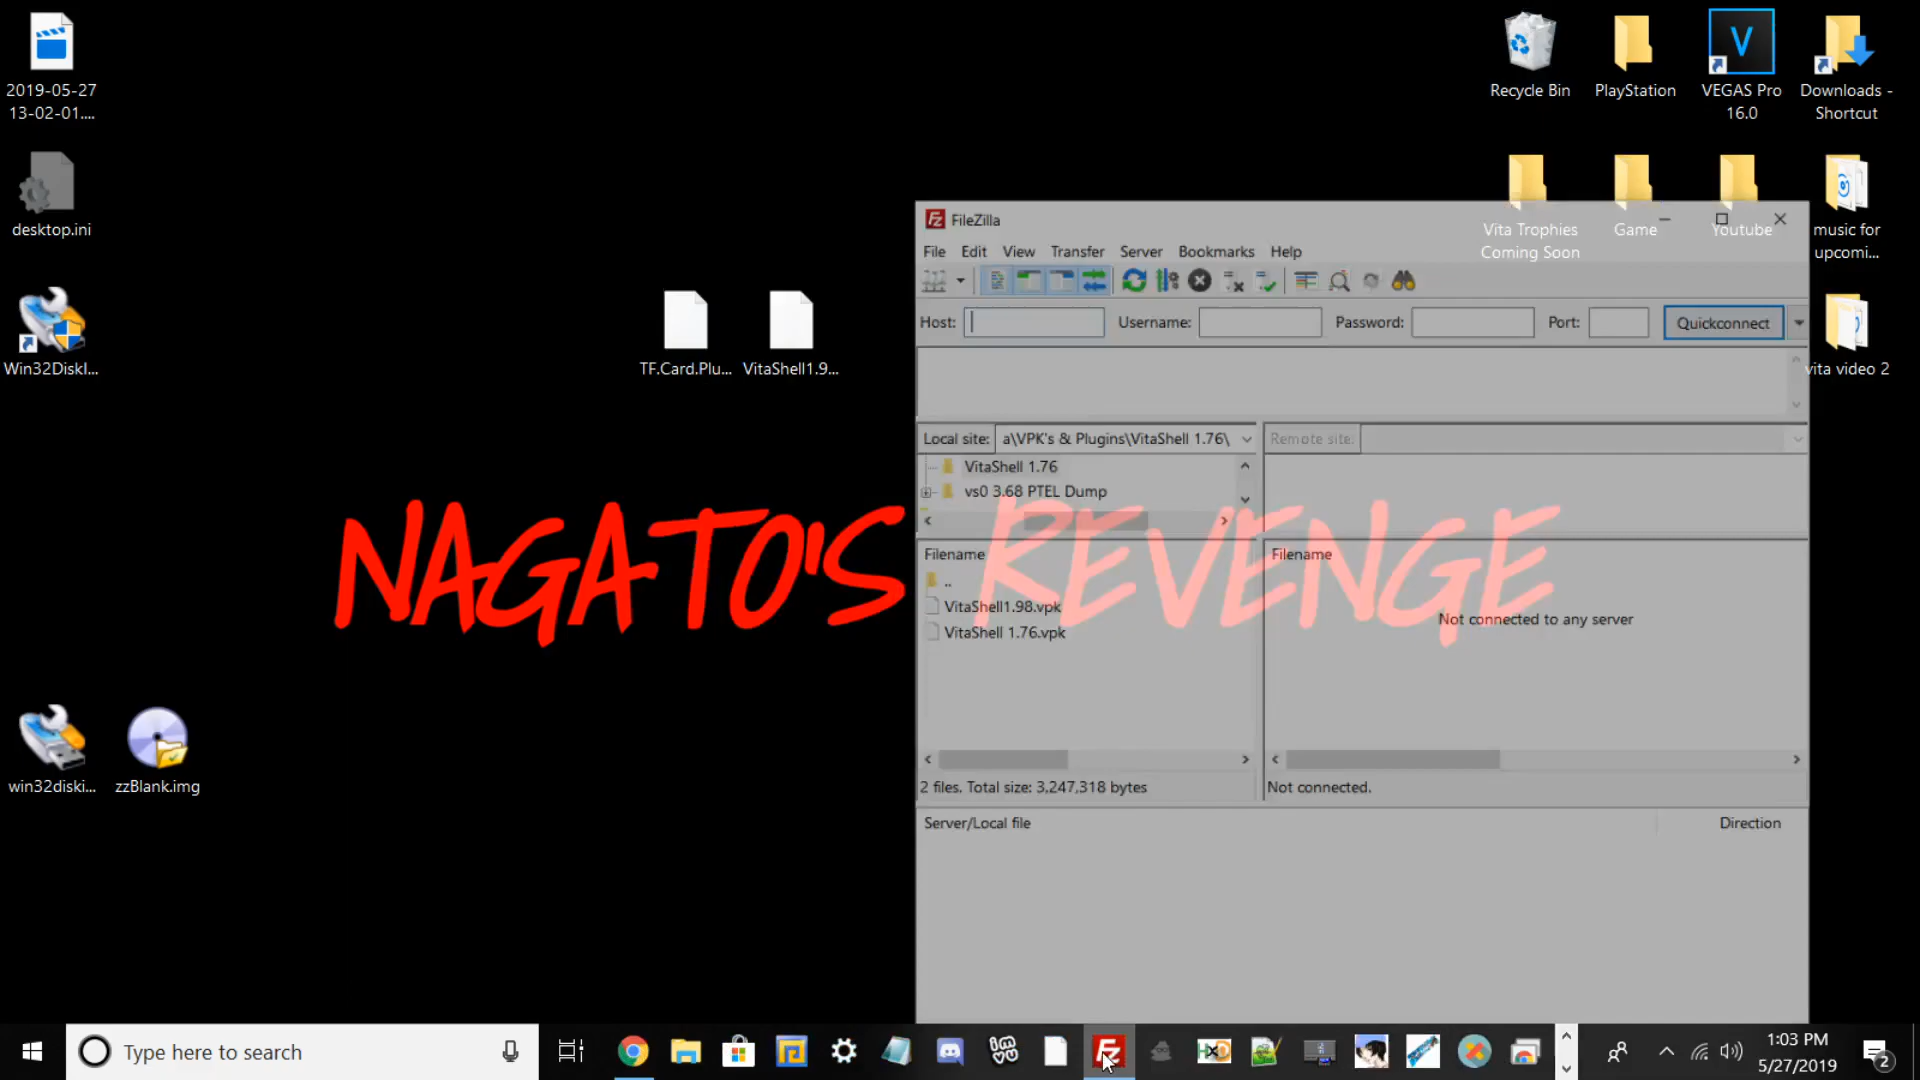 2019-05-27
13-02-01....
desktop.ini
Win32DiskI...
win32diski...
zzBlank.img
TF.Card.Plu...
VitaShell1.9...
NAGATO'S REVENGE
Recycle Bin
PlayStation
VEGAS Pro
16.0
Downloads -
Shortcut
Vita Trophies
Coming Soon
Game
Youtube
music for
upcomi...
vita video 2
FileZilla
File Edit View Transfer Server Bookmarks Help
Host: Username: Password: Port: Quickconnect
Local site: a\VPK's & Plugins\VitaShell 1.76\
Remote site:
VitaShell 1.76
vs0 3.68 PTEL Dump
Filename
..
VitaShell1.98.vpk
VitaShell 1.76.vpk
2 files. Total size: 3,247,318 bytes
Filename
Not connected to any server
Not connected.
Server/Local file Direction
Type here to search
1:03 PM
5/27/2019
2